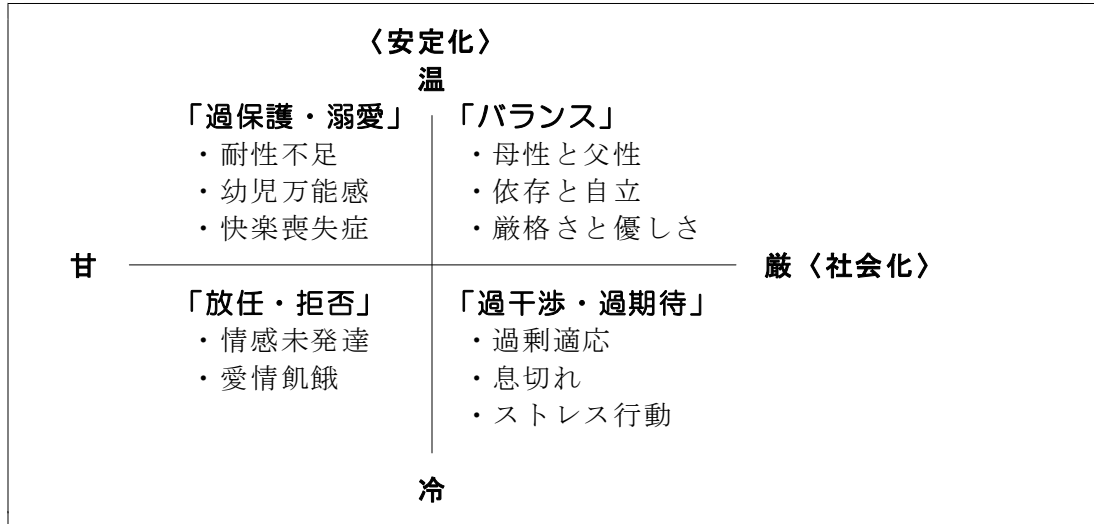 〈安定化〉
温
「過保護・溺愛」
・耐性不足
・幼児万能感
・快楽喪失症
「バランス」
・母性と父性
・依存と自立
・厳格さと優しさ
甘
厳〈社会化〉
「放任・拒否」
・情感未発達
・愛情飢餓
「過干渉・過期待」
・過剰適応
・息切れ
・ストレス行動
冷